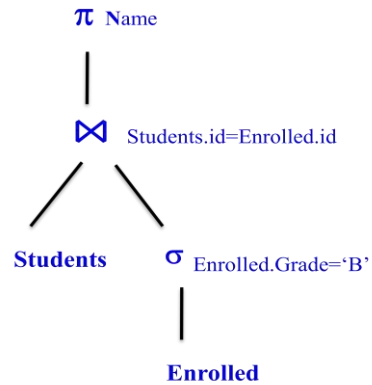 π Name
⋈ Students.id=Enrolled.id
Students
σ Enrolled.Grade=‘B’
Enrolled